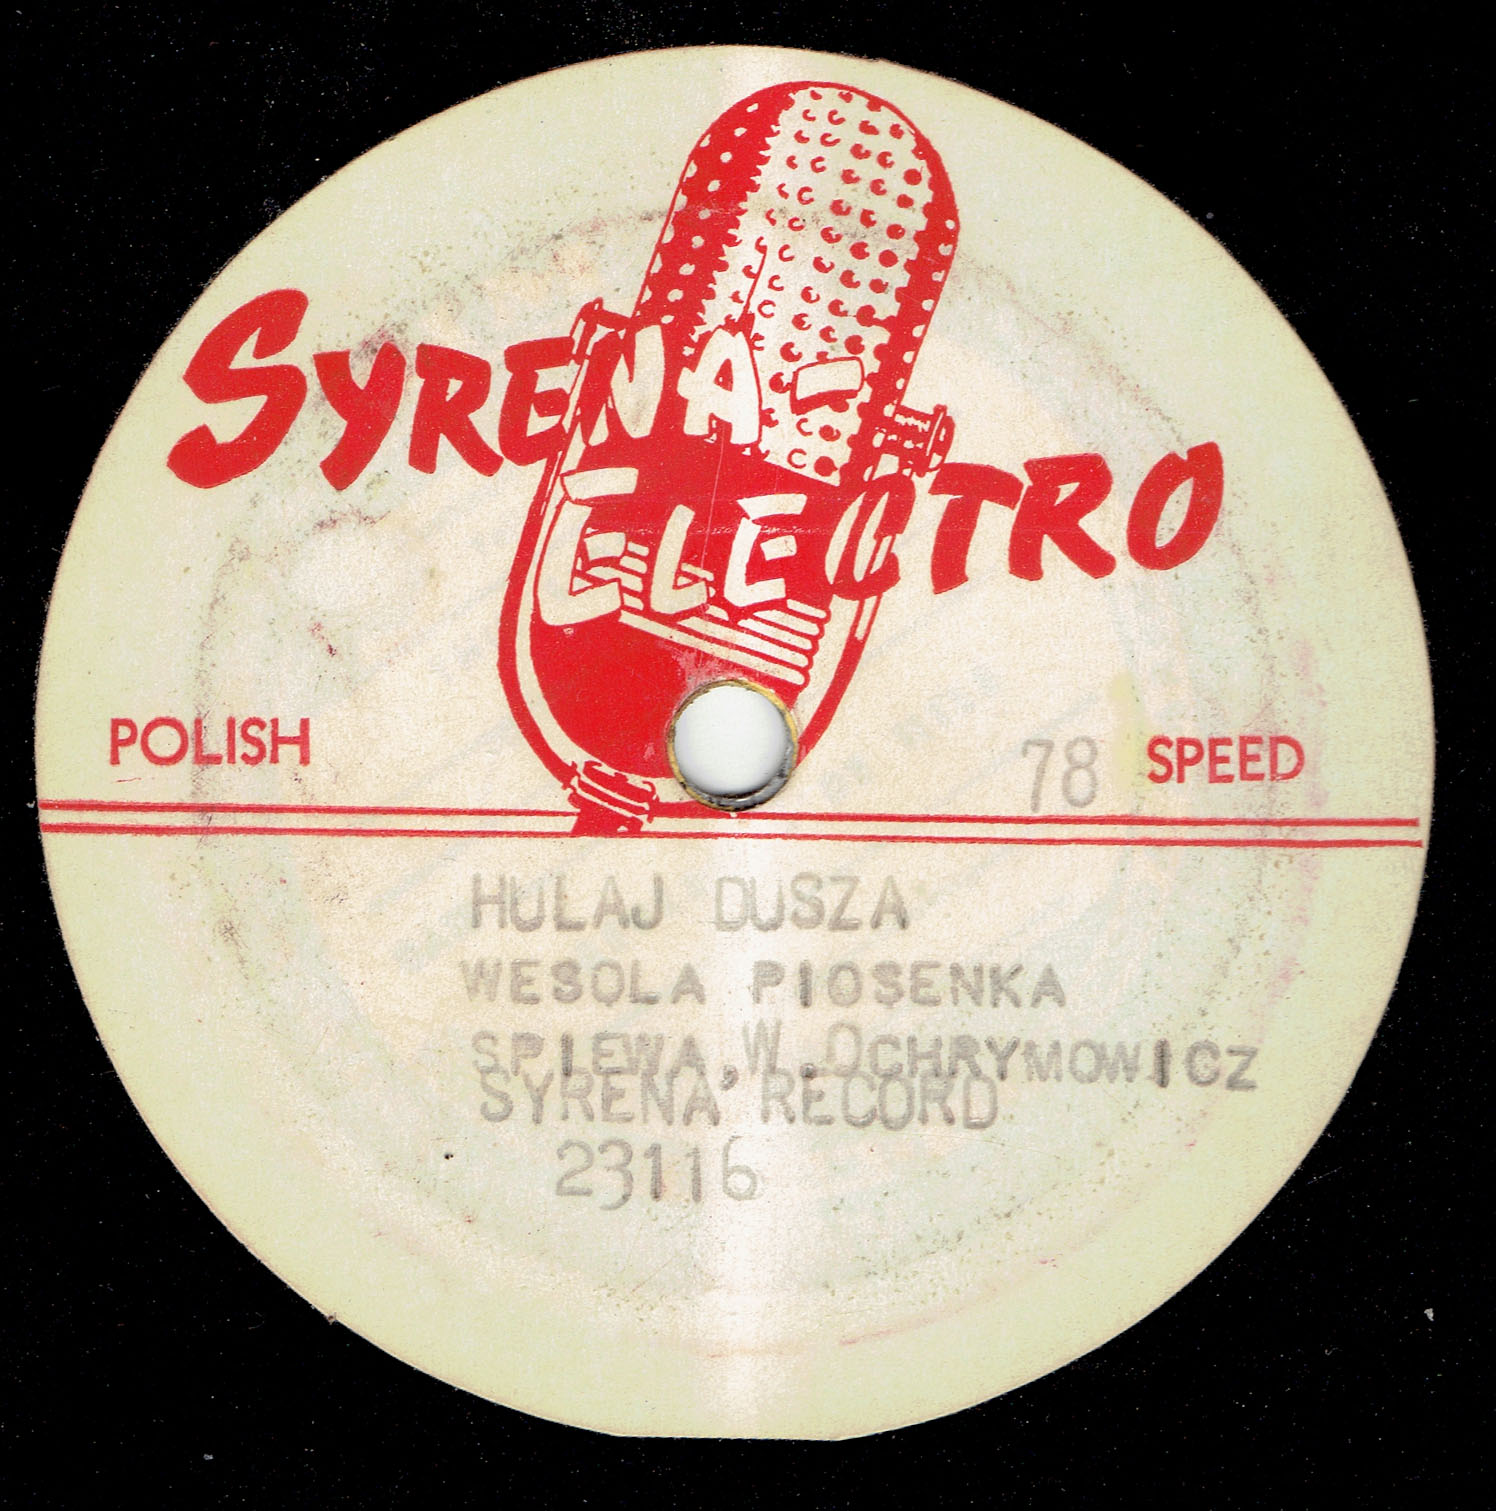 SYRENA-
ELECTRO
POLISH
78 SPEED
HULAJ DUSZA
WESOLA PIOSENKA
SPIEWA,W.OCHRYMOWICZ
SYRENA RECORD
23116